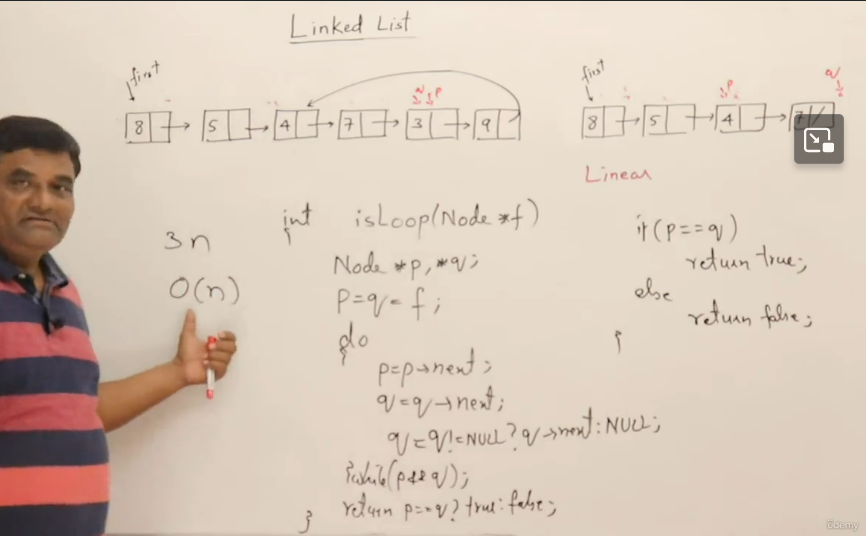 Linked List
first
q p
8 5 4 7 3 9
first
p
q
8 5 4 7 /
Linear
3n
O(n)
int isLoop(Node *f)
{
Node *p,*q;
p=q=f;
do
{
p=p→next;
q=q→next;
q=q!=NULL?q→next:NULL;
}while(p&&q);
return p==q?true:false;
}
if(p==q)
return true;
else
return false;
}
ûdemy